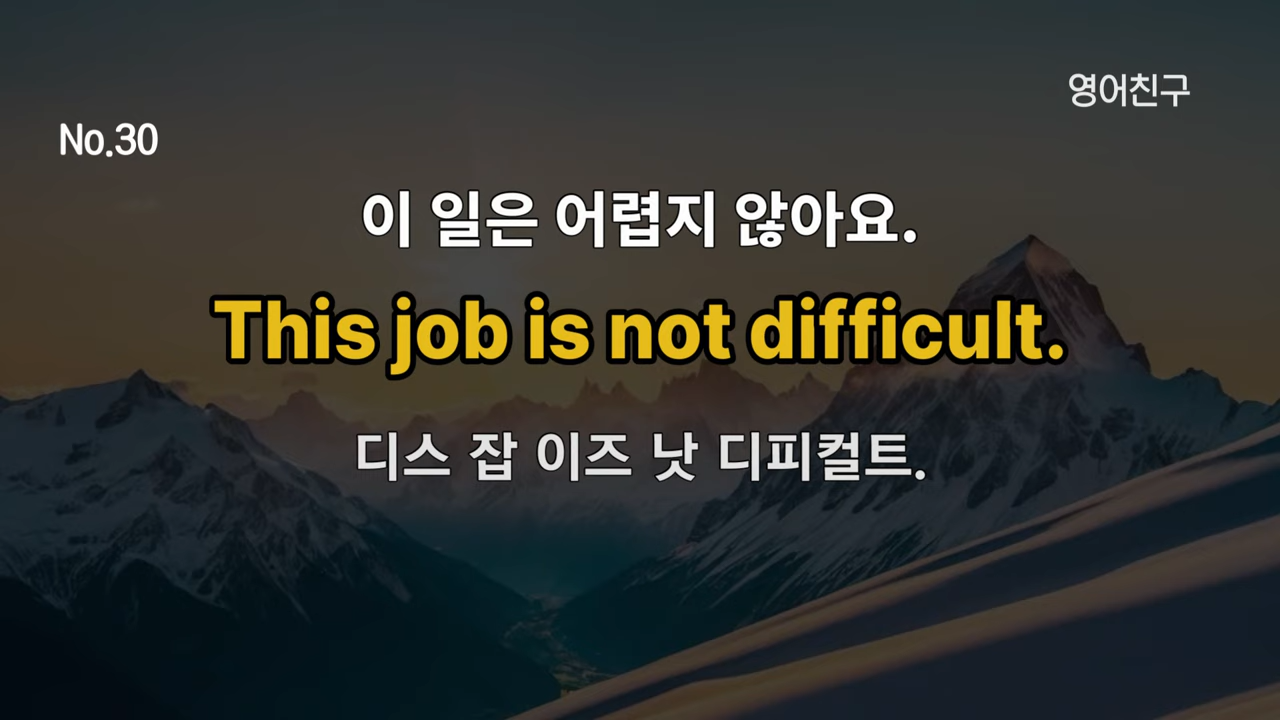 영어친구
No.30
이 일은 어렵지 않아요.
This job is not difficult.
디스 잡 이즈 낫 디피컬트.